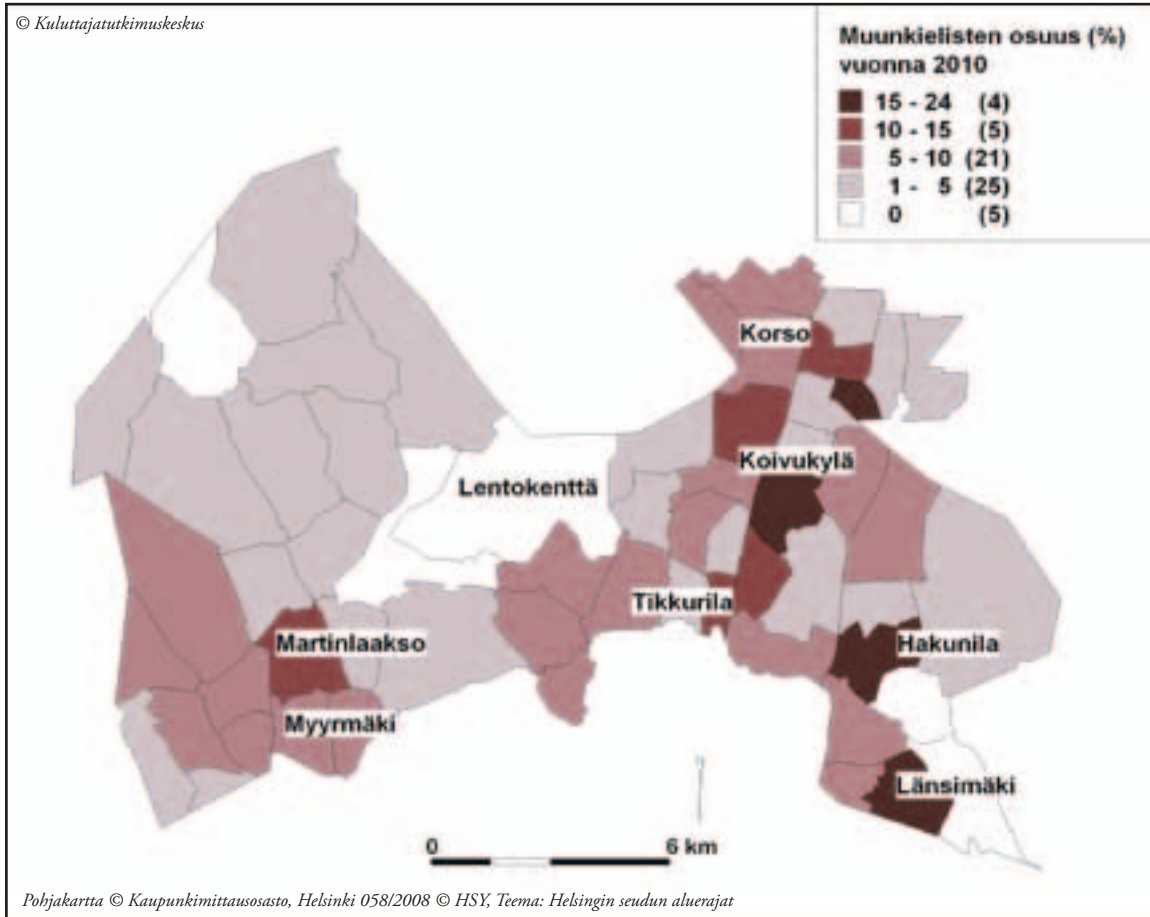 © Kuluttajatutkimuskeskus
Muunkielisten osuus (%)
vuonna 2010
15 - 24 (4)
10 - 15 (5)
5 - 10 (21)
1 - 5 (25)
0 (5)
Korso
Koivukylä
Lentokenttä
Tikkurila
Martinlaakso
Hakunila
Myyrmäki
Länsimäki
0 6 km
Pohjakartta © Kaupunkimittausosasto, Helsinki 058/2008 © HSY, Teema: Helsingin seudun aluerajat